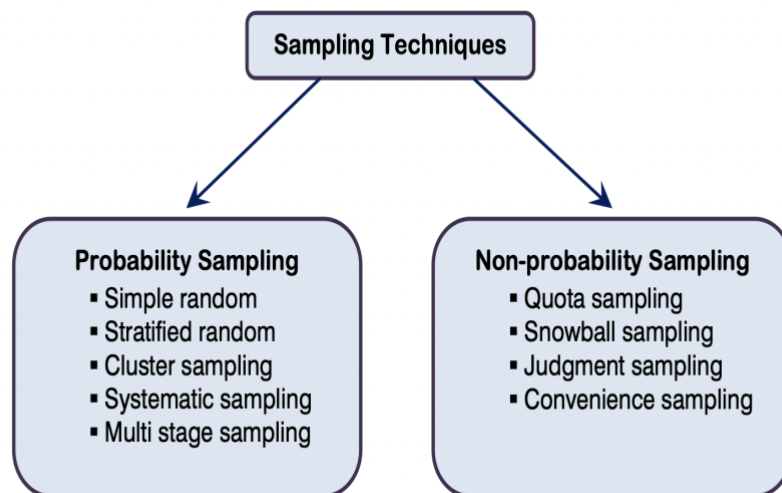 Sampling Techniques
Probability Sampling
▪ Simple random
▪ Stratified random
▪ Cluster sampling
▪ Systematic sampling
▪ Multi stage sampling
Non-probability Sampling
▪ Quota sampling
▪ Snowball sampling
▪ Judgment sampling
▪ Convenience sampling